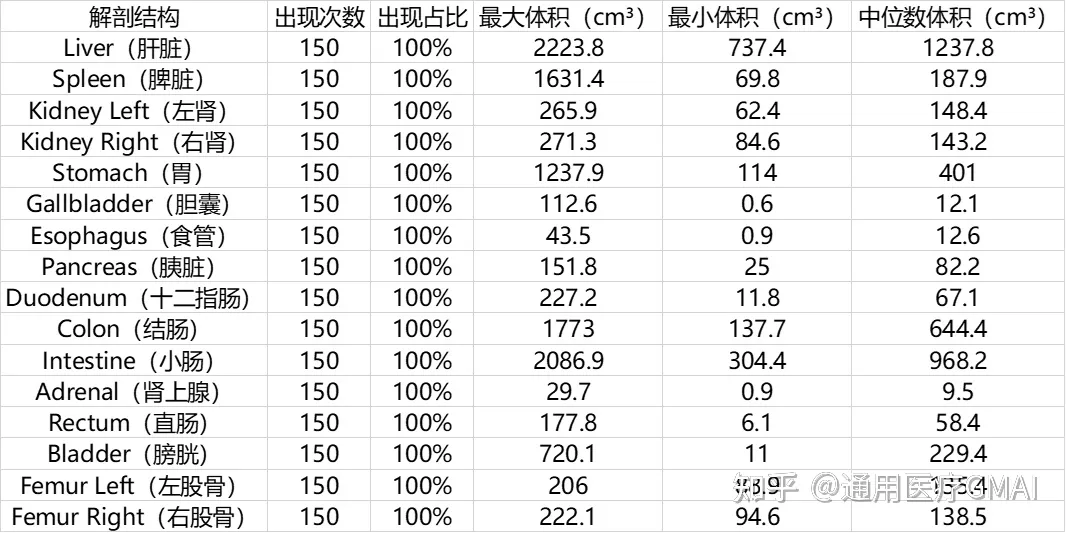 解剖结构 出现次数 出现占比 最大体积（cm³） 最小体积（cm³） 中位数体积（cm³）
Liver（肝脏） 150 100% 2223.8 737.4 1237.8
Spleen（脾脏） 150 100% 1631.4 69.8 187.9
Kidney Left（左肾） 150 100% 265.9 62.4 148.4
Kidney Right（右肾） 150 100% 271.3 84.6 143.2
Stomach（胃） 150 100% 1237.9 114 401
Gallbladder（胆囊） 150 100% 112.6 0.6 12.1
Esophagus（食管） 150 100% 43.5 0.9 12.6
Pancreas（胰脏） 150 100% 151.8 25 82.2
Duodenum（十二指肠） 150 100% 227.2 11.8 67.1
Colon（结肠） 150 100% 1773 137.7 644.4
Intestine（小肠） 150 100% 2086.9 304.4 968.2
Adrenal（肾上腺） 150 100% 29.7 0.9 9.5
Rectum（直肠） 150 100% 177.8 6.1 58.4
Bladder（膀胱） 150 100% 720.1 11 229.4
Femur Left（左股骨） 150 100% 206
知乎 @通用医疗GMAI
Femur Right（右股骨） 150 100% 222.1 94.6 138.5